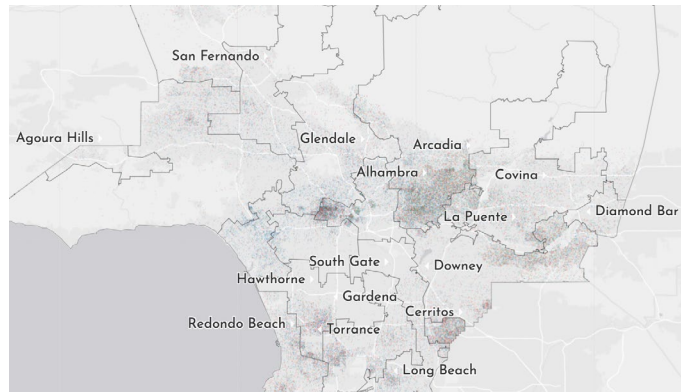 San Fernando
Agoura Hills
Glendale
Arcadia
Alhambra
Covina
La Puente
Diamond Bar
South Gate
Downey
Hawthorne
Gardena
Cerritos
Redondo Beach
Torrance
Long Beach